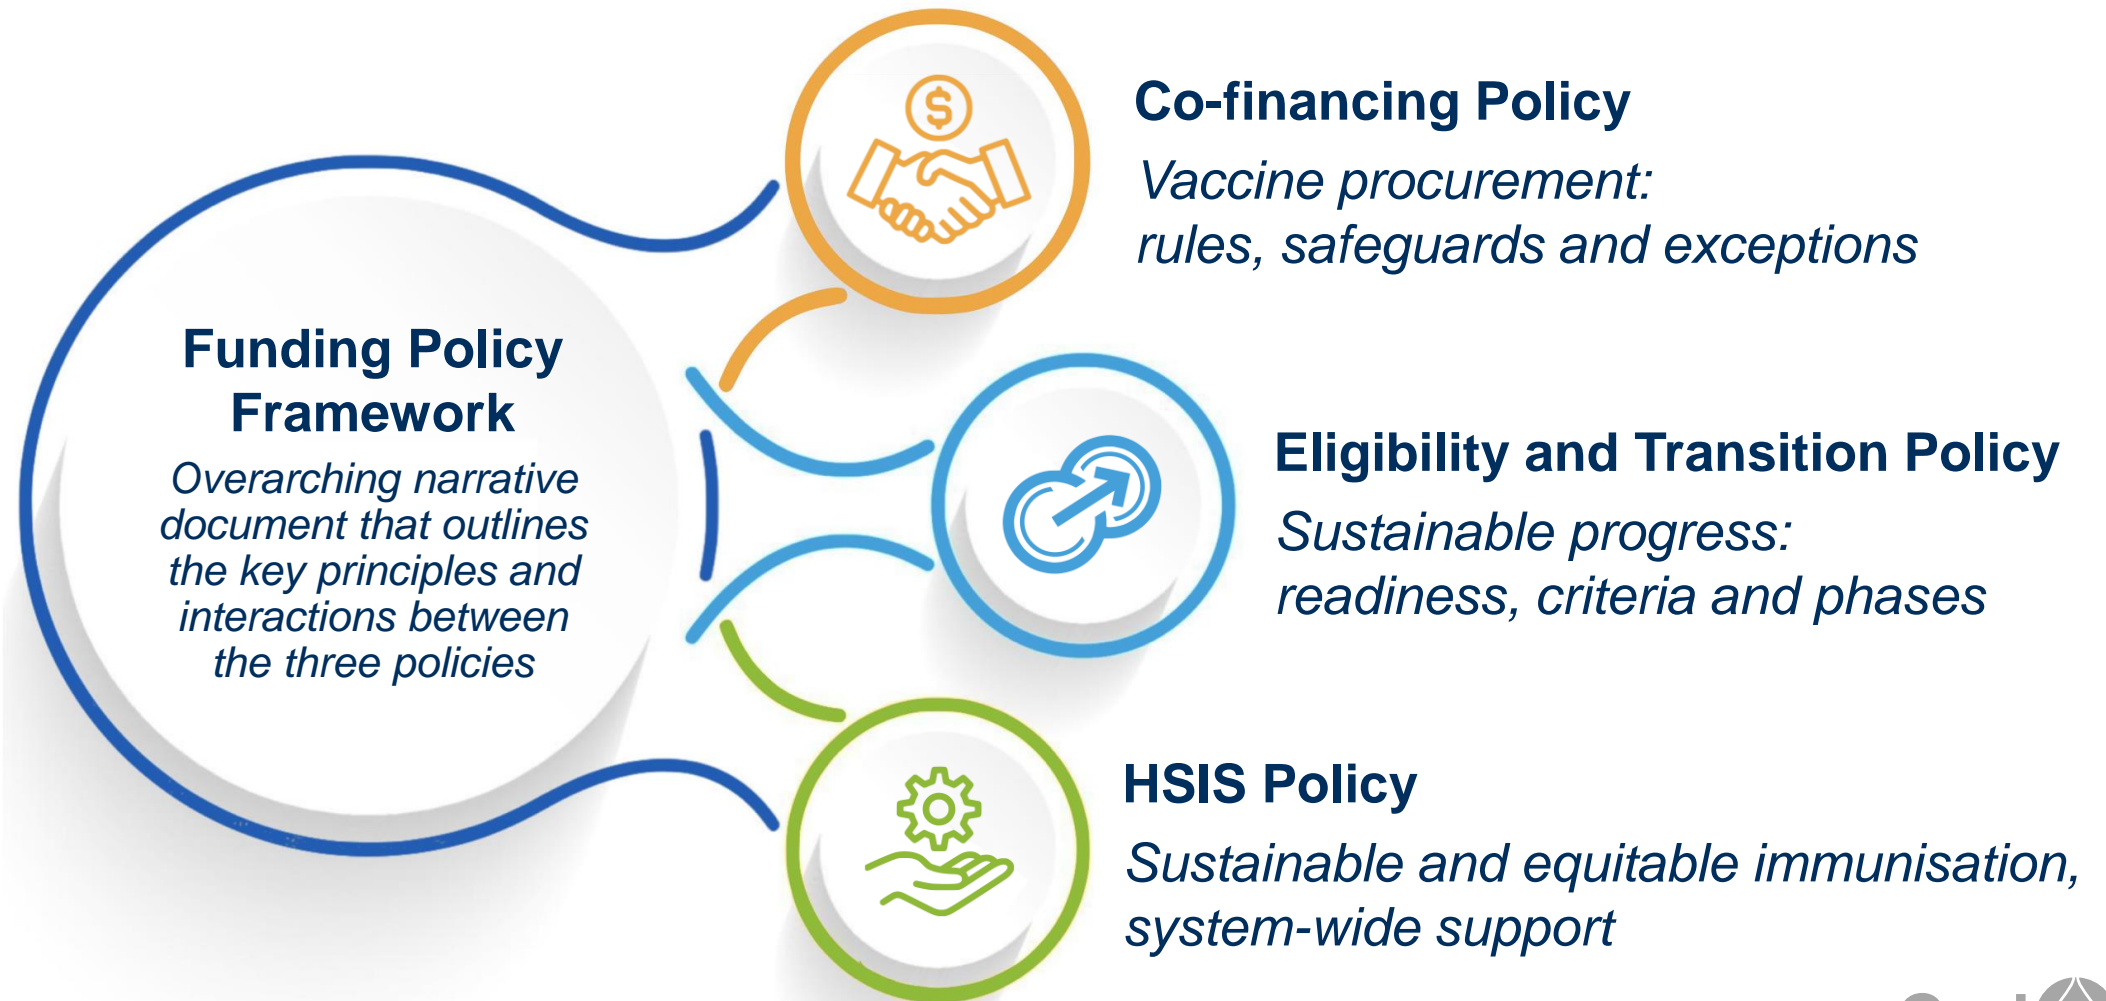 Funding Policy
Framework
Overarching narrative
document that outlines
the key principles and
interactions between
the three policies
$
Co-financing Policy
Vaccine procurement:
rules, safeguards and exceptions
Eligibility and Transition Policy
Sustainable progress:
readiness, criteria and phases
HSIS Policy
Sustainable and equitable immunisation,
system-wide support